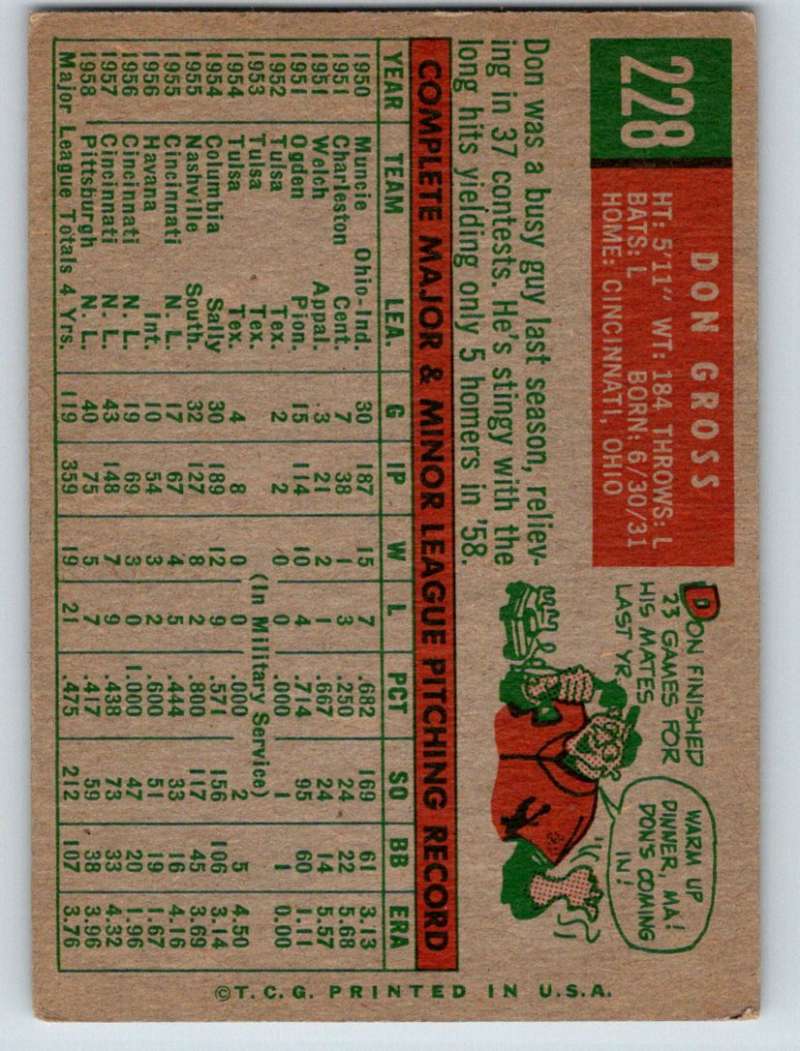 228
DON GROSS
HT: 5'11" WT: 184 THROWS: L
BATS: L BORN: 6/30/31
HOME: CINCINNATI, OHIO
DON FINISHED
23 GAMES FOR
HIS MATES
LAST YR.
WARM UP
DINNER, MA!
DON'S COMING
IN!
Don was a busy guy last season, reliev-
ing in 37 contests. He's stingy with the
long hits yielding only 5 homers in '58.
COMPLETE MAJOR & MINOR LEAGUE PITCHING RECORD
YEAR TEAM LEA. G IP W L PCT SO BB ERA
1950 Muncie Ohio-Ind. 30 187 15 7 .682 169 61 3.13
1951 Charleston Cent. 7 38 1 3 .250 24 22 5.68
1951 Welch Appal. 3 21 2 1 .667 24 14 5.57
1951 Ogden Pion. 15 114 10 4 .714 95 60 1.11
1952 Tulsa Tex. 2 2 0 0 .000 1 1 0.00
1953 Tulsa Tex. (In Military Service)
1954 Tulsa Tex. 4 8 0 0 .000 2 5 4.50
1954 Columbia Sally 30 189 12 9 .571 156 106 3.14
1955 Nashville South. 32 127 8 2 .800 117 45 3.69
1955 Cincinnati N. L. 17 67 4 5 .444 33 16 4.16
1956 Havana Int. 10 54 3 2 .600 51 19 1.67
1956 Cincinnati N. L. 19 69 3 0 1.000 47 20 1.96
1957 Cincinnati N. L. 43 148 7 9 .438 73 33 4.32
1958 Pittsburgh N. L. 40 75 5 7 .417 59 38 3.96
Major League Totals 4 Yrs. 119 359 19 21 .475 212 107 3.76
©T.C.G. PRINTED IN U.S.A.